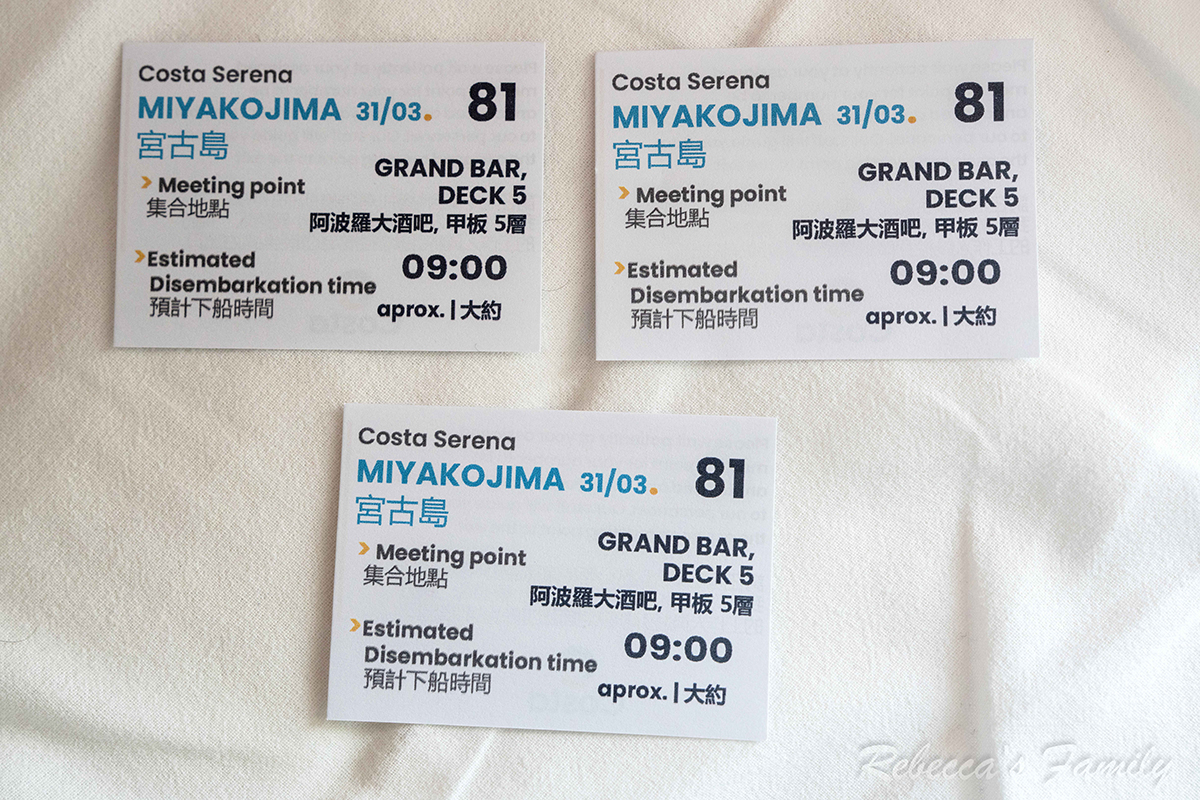 Costa Serena
MIYAKOJIMA 31/03. 81
宮古島
GRAND BAR,
DECK 5
› Meeting point
集合地點
阿波羅大酒吧, 甲板 5層
›Estimated
Disembarkation time
預計下船時間
09:00
aprox. | 大約
Costa Serena
MIYAKOJIMA 31/03. 81
宮古島
GRAND BAR,
DECK 5
› Meeting point
集合地點
阿波羅大酒吧, 甲板 5層
›Estimated
Disembarkation time
預計下船時間
09:00
aprox. | 大約
Costa Serena
MIYAKOJIMA 31/03. 81
宮古島
GRAND BAR,
DECK 5
› Meeting point
集合地點
阿波羅大酒吧, 甲板 5層
›Estimated
Disembarkation time
預計下船時間
09:00
aprox. | 大約
Rebecca's Family